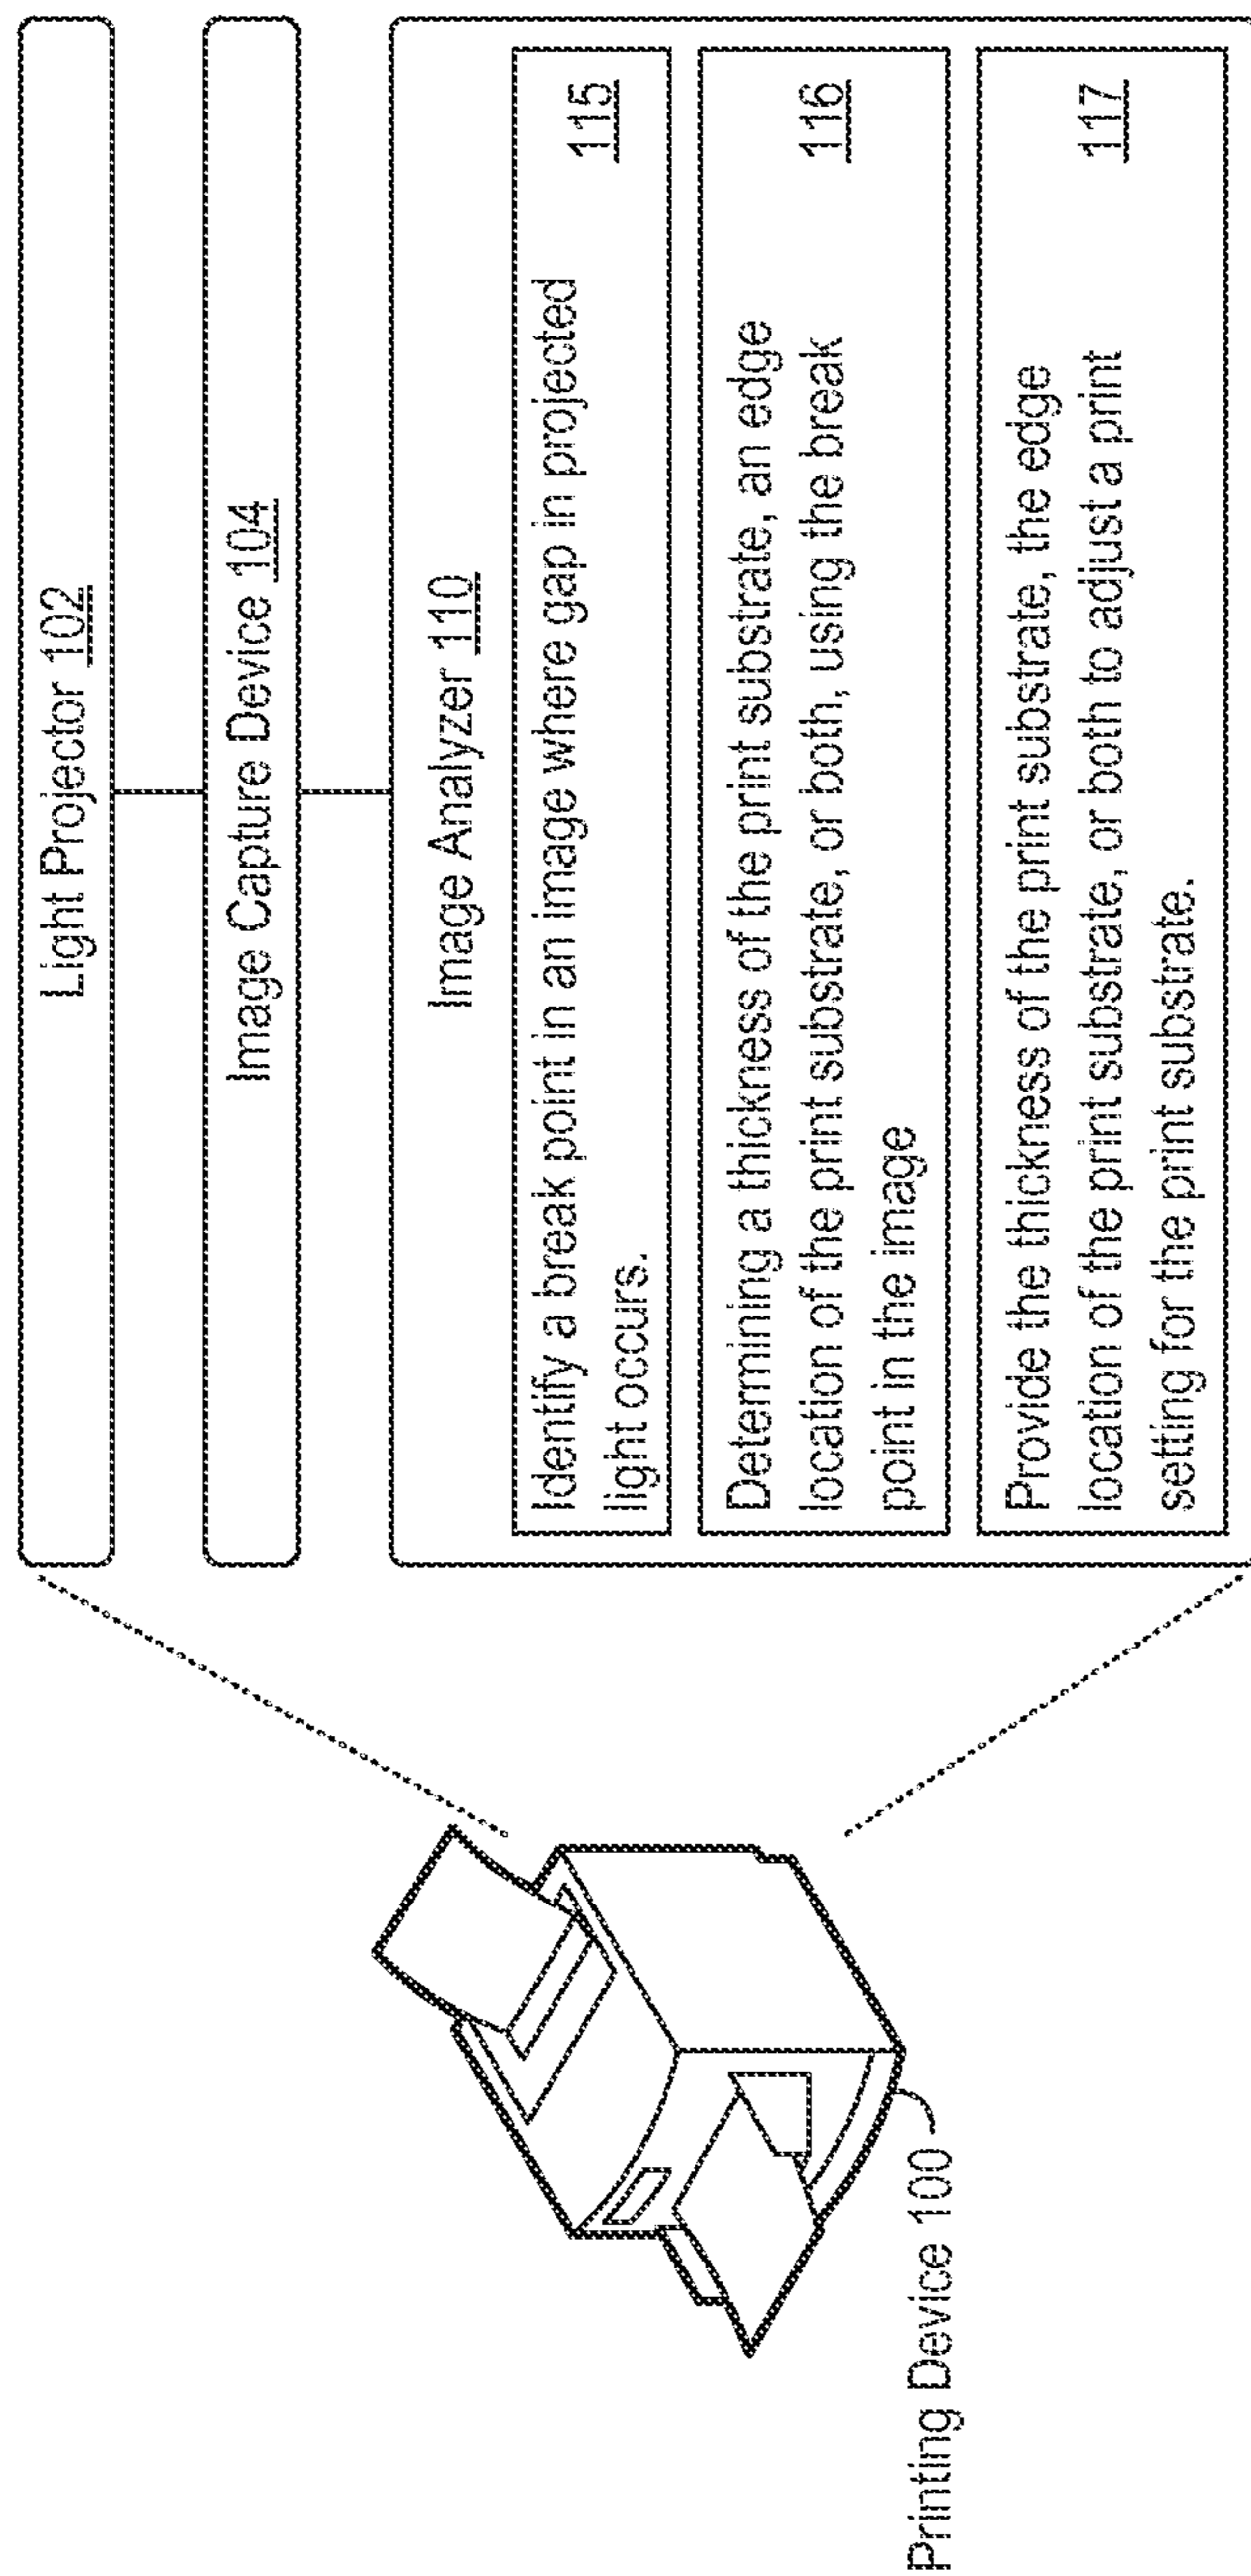 Light Projector 102
Image Capture Device 104
Image Analyzer 110
Identify a break point in an image where gap in projected
light occurs.
115
Determining a thickness of the print substrate, an edge
location of the print substrate, or both, using the break
point in the image
116
Provide the thickness of the print substrate, the edge
location of the print substrate, or both to adjust a print
setting for the print substrate.
117
Printing Device 100